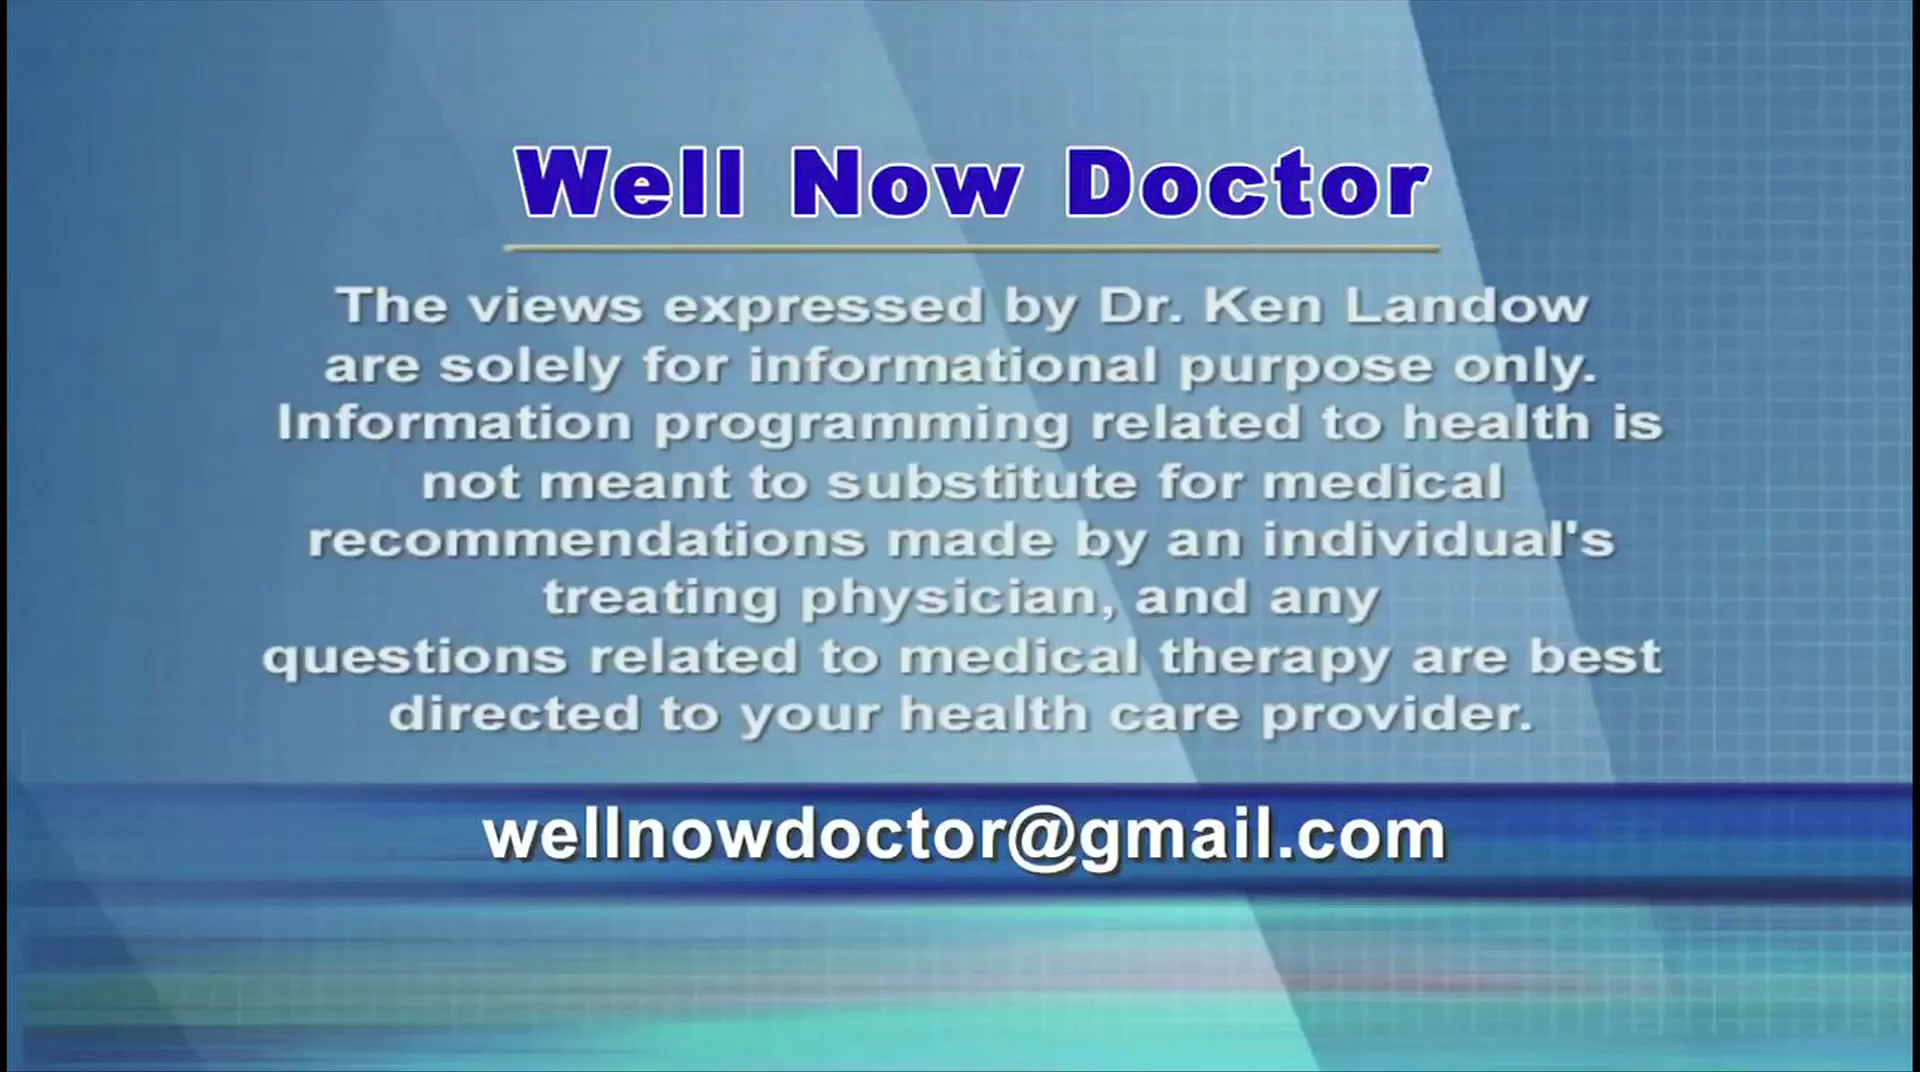 Well Now Doctor
The views expressed by Dr. Ken Landow
are solely for informational purpose only.
Information programming related to health is
not meant to substitute for medical
recommendations made by an individual's
treating physician, and any
questions related to medical therapy are best
directed to your health care provider.
wellnowdoctor@gmail.com